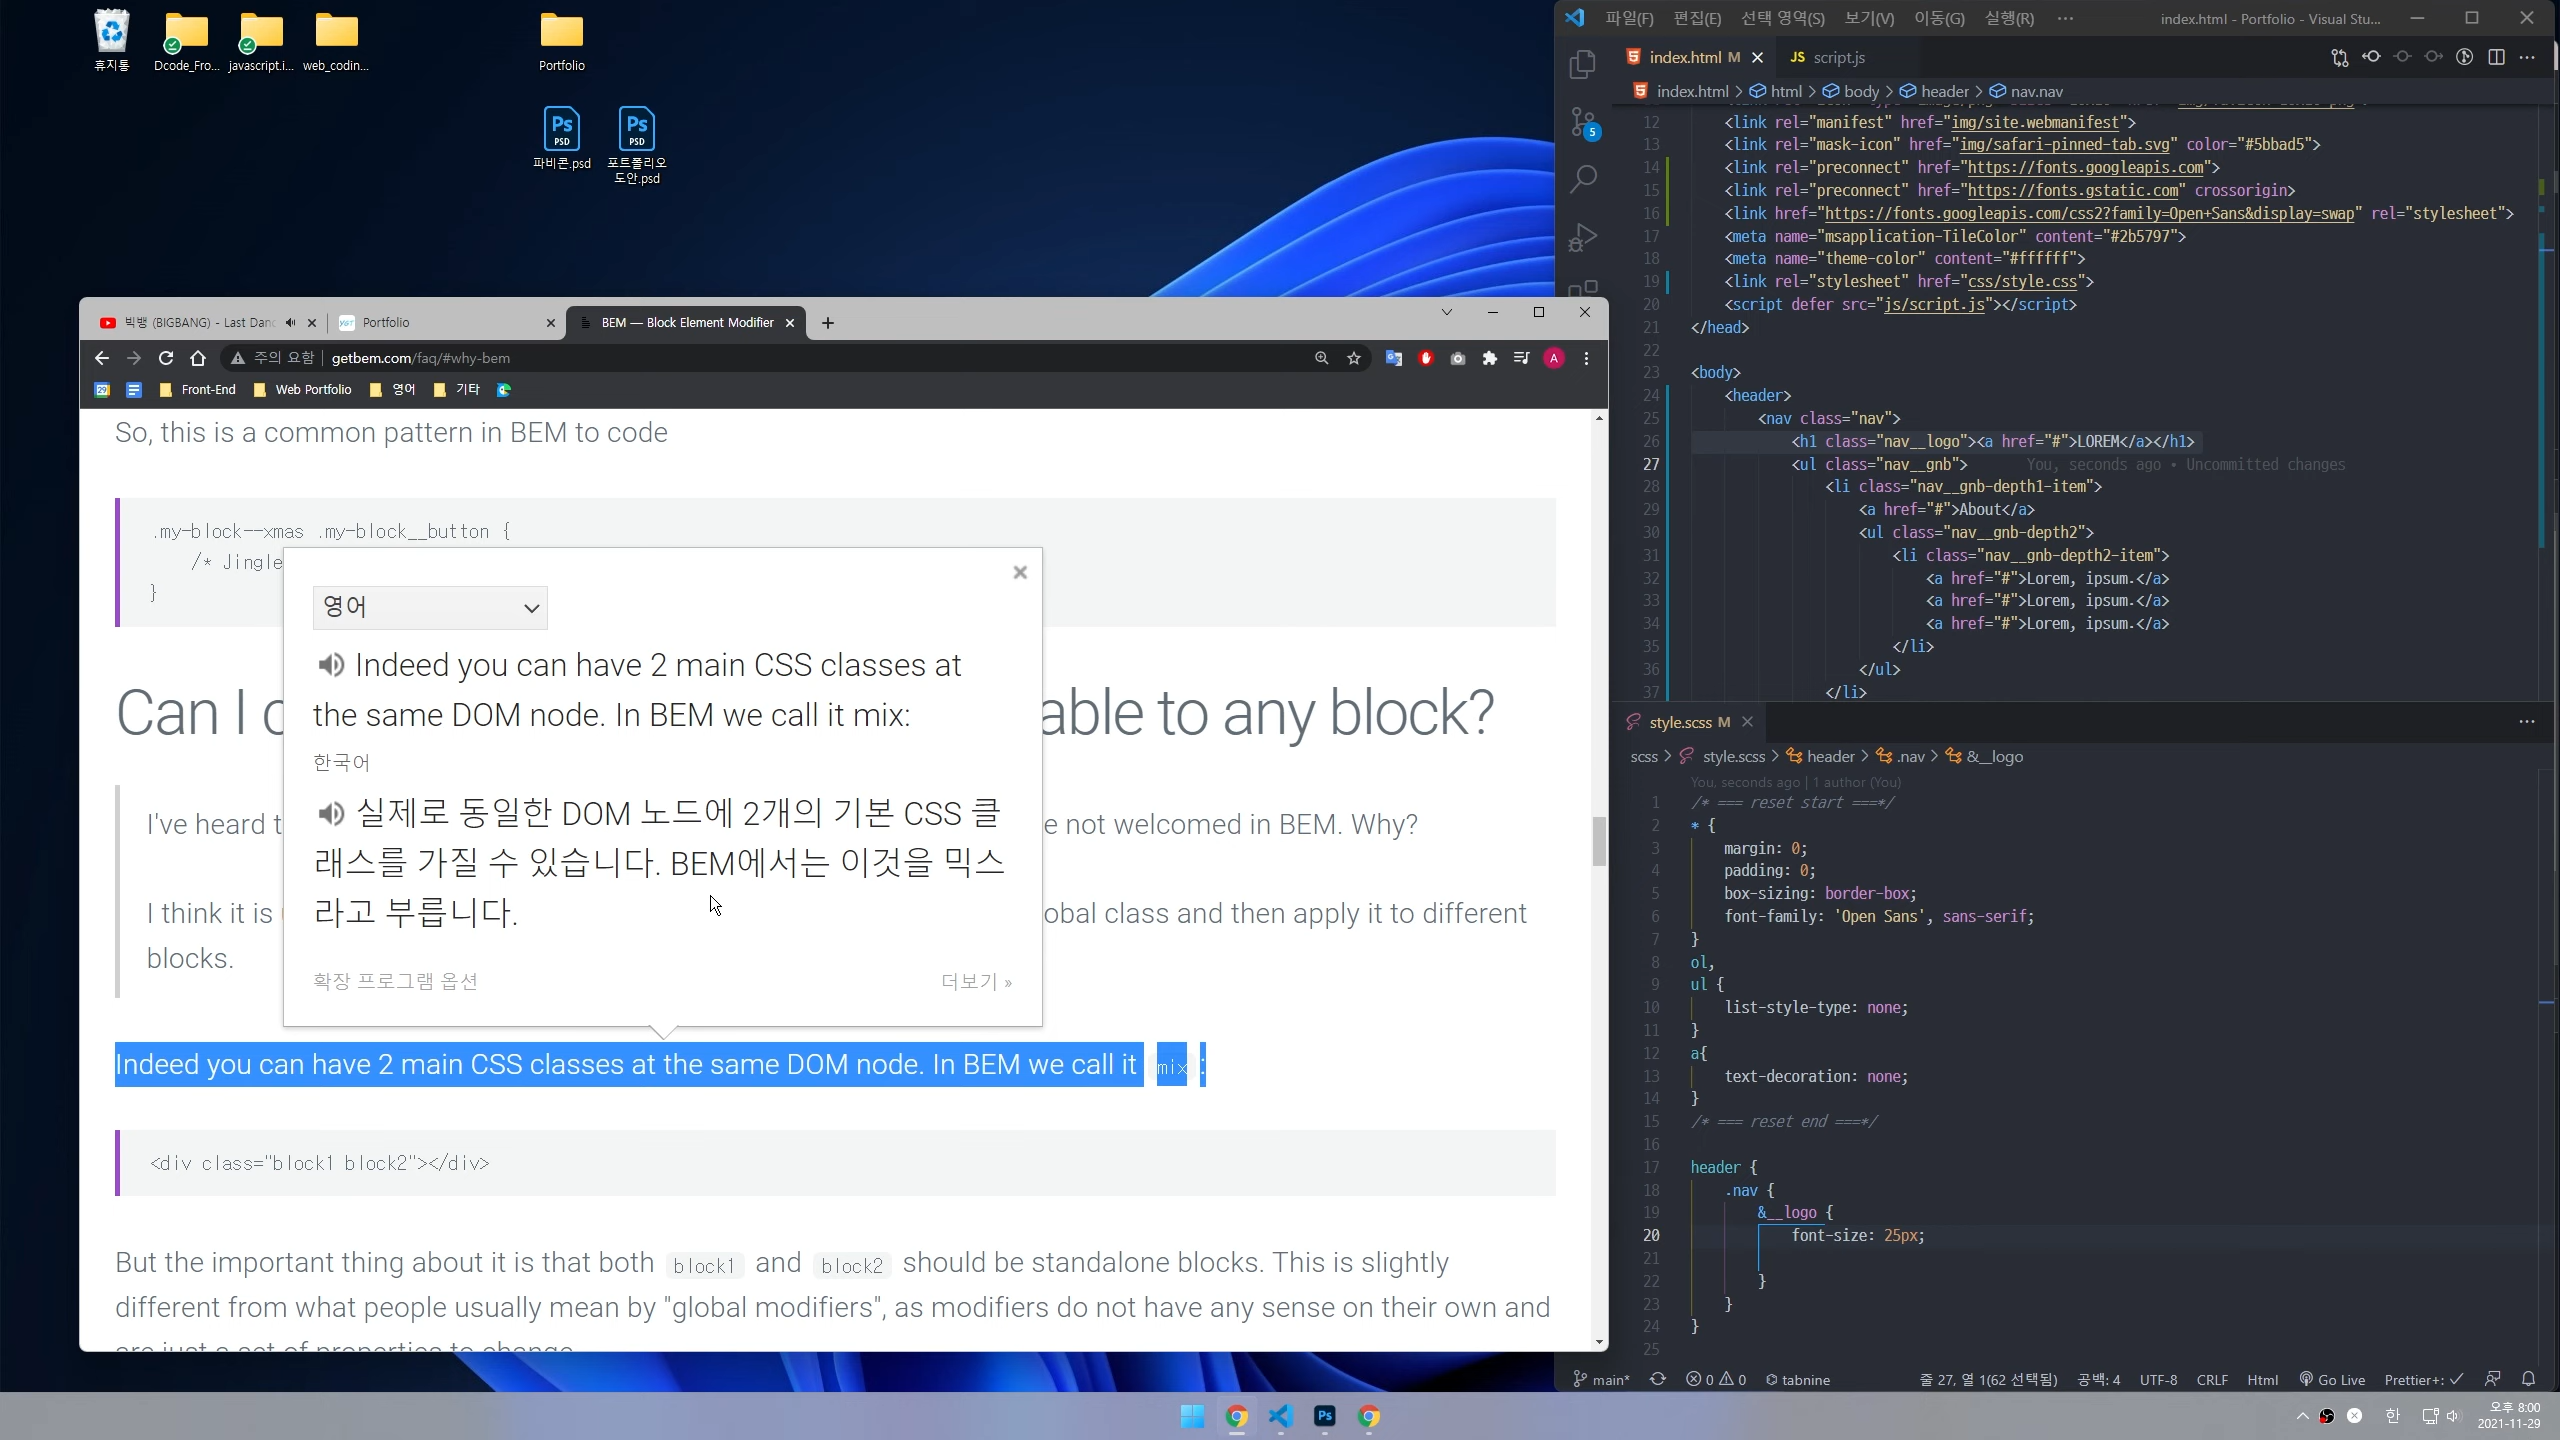 휴지통
Dcode_Fro...
javascript.i...
web_codin...
Portfolio
Ps
PSD
파비콘.psd
Ps
PSD
포트폴리오
도안.psd
빅뱅 (BIGBANG) - Last Danc
Portfolio
BEM — Block Element Modifier
주의 요함
getbem.com/faq/#why-bem
A
Front-End
Web Portfolio
영어
기타
So, this is a common pattern in BEM to code
.my-block--xmas .my-block__button {
/* Jingle
}
Can I c
able to any block?
I've heard t
e not welcomed in BEM. Why?
I think it is
obal class and then apply it to different
blocks.
영어
Indeed you can have 2 main CSS classes at
the same DOM node. In BEM we call it mix:
한국어
실제로 동일한 DOM 노드에 2개의 기본 CSS 클
래스를 가질 수 있습니다. BEM에서는 이것을 믹스
라고 부릅니다.
확장 프로그램 옵션
더보기 »
Indeed you can have 2 main CSS classes at the same DOM node. In BEM we call it mix :
<div class="block1 block2"></div>
But the important thing about it is that both block1 and block2 should be standalone blocks. This is slightly
different from what people usually mean by "global modifiers", as modifiers do not have any sense on their own and
are just a set of properties to change
파일(F) 편집(E) 선택 영역(S) 보기(V) 이동(G) 실행(R) ···
index.html - Portfolio - Visual Stu...
5
index.html M
JS script.js
index.html > html > body > header > nav.nav
12 <link rel="manifest" href="img/site.webmanifest">
13 <link rel="mask-icon" href="img/safari-pinned-tab.svg" color="#5bbad5">
14 <link rel="preconnect" href="https://fonts.googleapis.com">
15 <link rel="preconnect" href="https://fonts.gstatic.com" crossorigin>
16 <link href="https://fonts.googleapis.com/css2?family=Open+Sans&display=swap" rel="stylesheet">
17 <meta name="msapplication-TileColor" content="#2b5797">
18 <meta name="theme-color" content="#ffffff">
19 <link rel="stylesheet" href="css/style.css">
20 <script defer src="js/script.js"></script>
21 </head>
22
23 <body>
24 <header>
25 <nav class="nav">
26 <h1 class="nav__logo"><a href="#">LOREM</a></h1>
27 <ul class="nav__gnb"> You, seconds ago • Uncommitted changes
28 <li class="nav__gnb-depth1-item">
29 <a href="#">About</a>
30 <ul class="nav__gnb-depth2">
31 <li class="nav__gnb-depth2-item">
32 <a href="#">Lorem, ipsum.</a>
33 <a href="#">Lorem, ipsum.</a>
34 <a href="#">Lorem, ipsum.</a>
35 </li>
36 </ul>
37 </li>
style.scss M
scss > style.scss > header > .nav > &__logo
You, seconds ago | 1 author (You)
1 /* === reset start ===*/
2 * {
3 margin: 0;
4 padding: 0;
5 box-sizing: border-box;
6 font-family: 'Open Sans', sans-serif;
7 }
8 ol,
9 ul {
10 list-style-type: none;
11 }
12 a{
13 text-decoration: none;
14 }
15 /* === reset end ===*/
16
17 header {
18 .nav {
19 &__logo {
20 font-size: 25px;
21
22 }
23 }
24 }
25
main* 0 0 tabnine 줄 27, 열 1(62 선택됨) 공백: 4 UTF-8 CRLF Html Go Live Prettier+: ✓
Ps
한
오후 8:00
2021-11-29